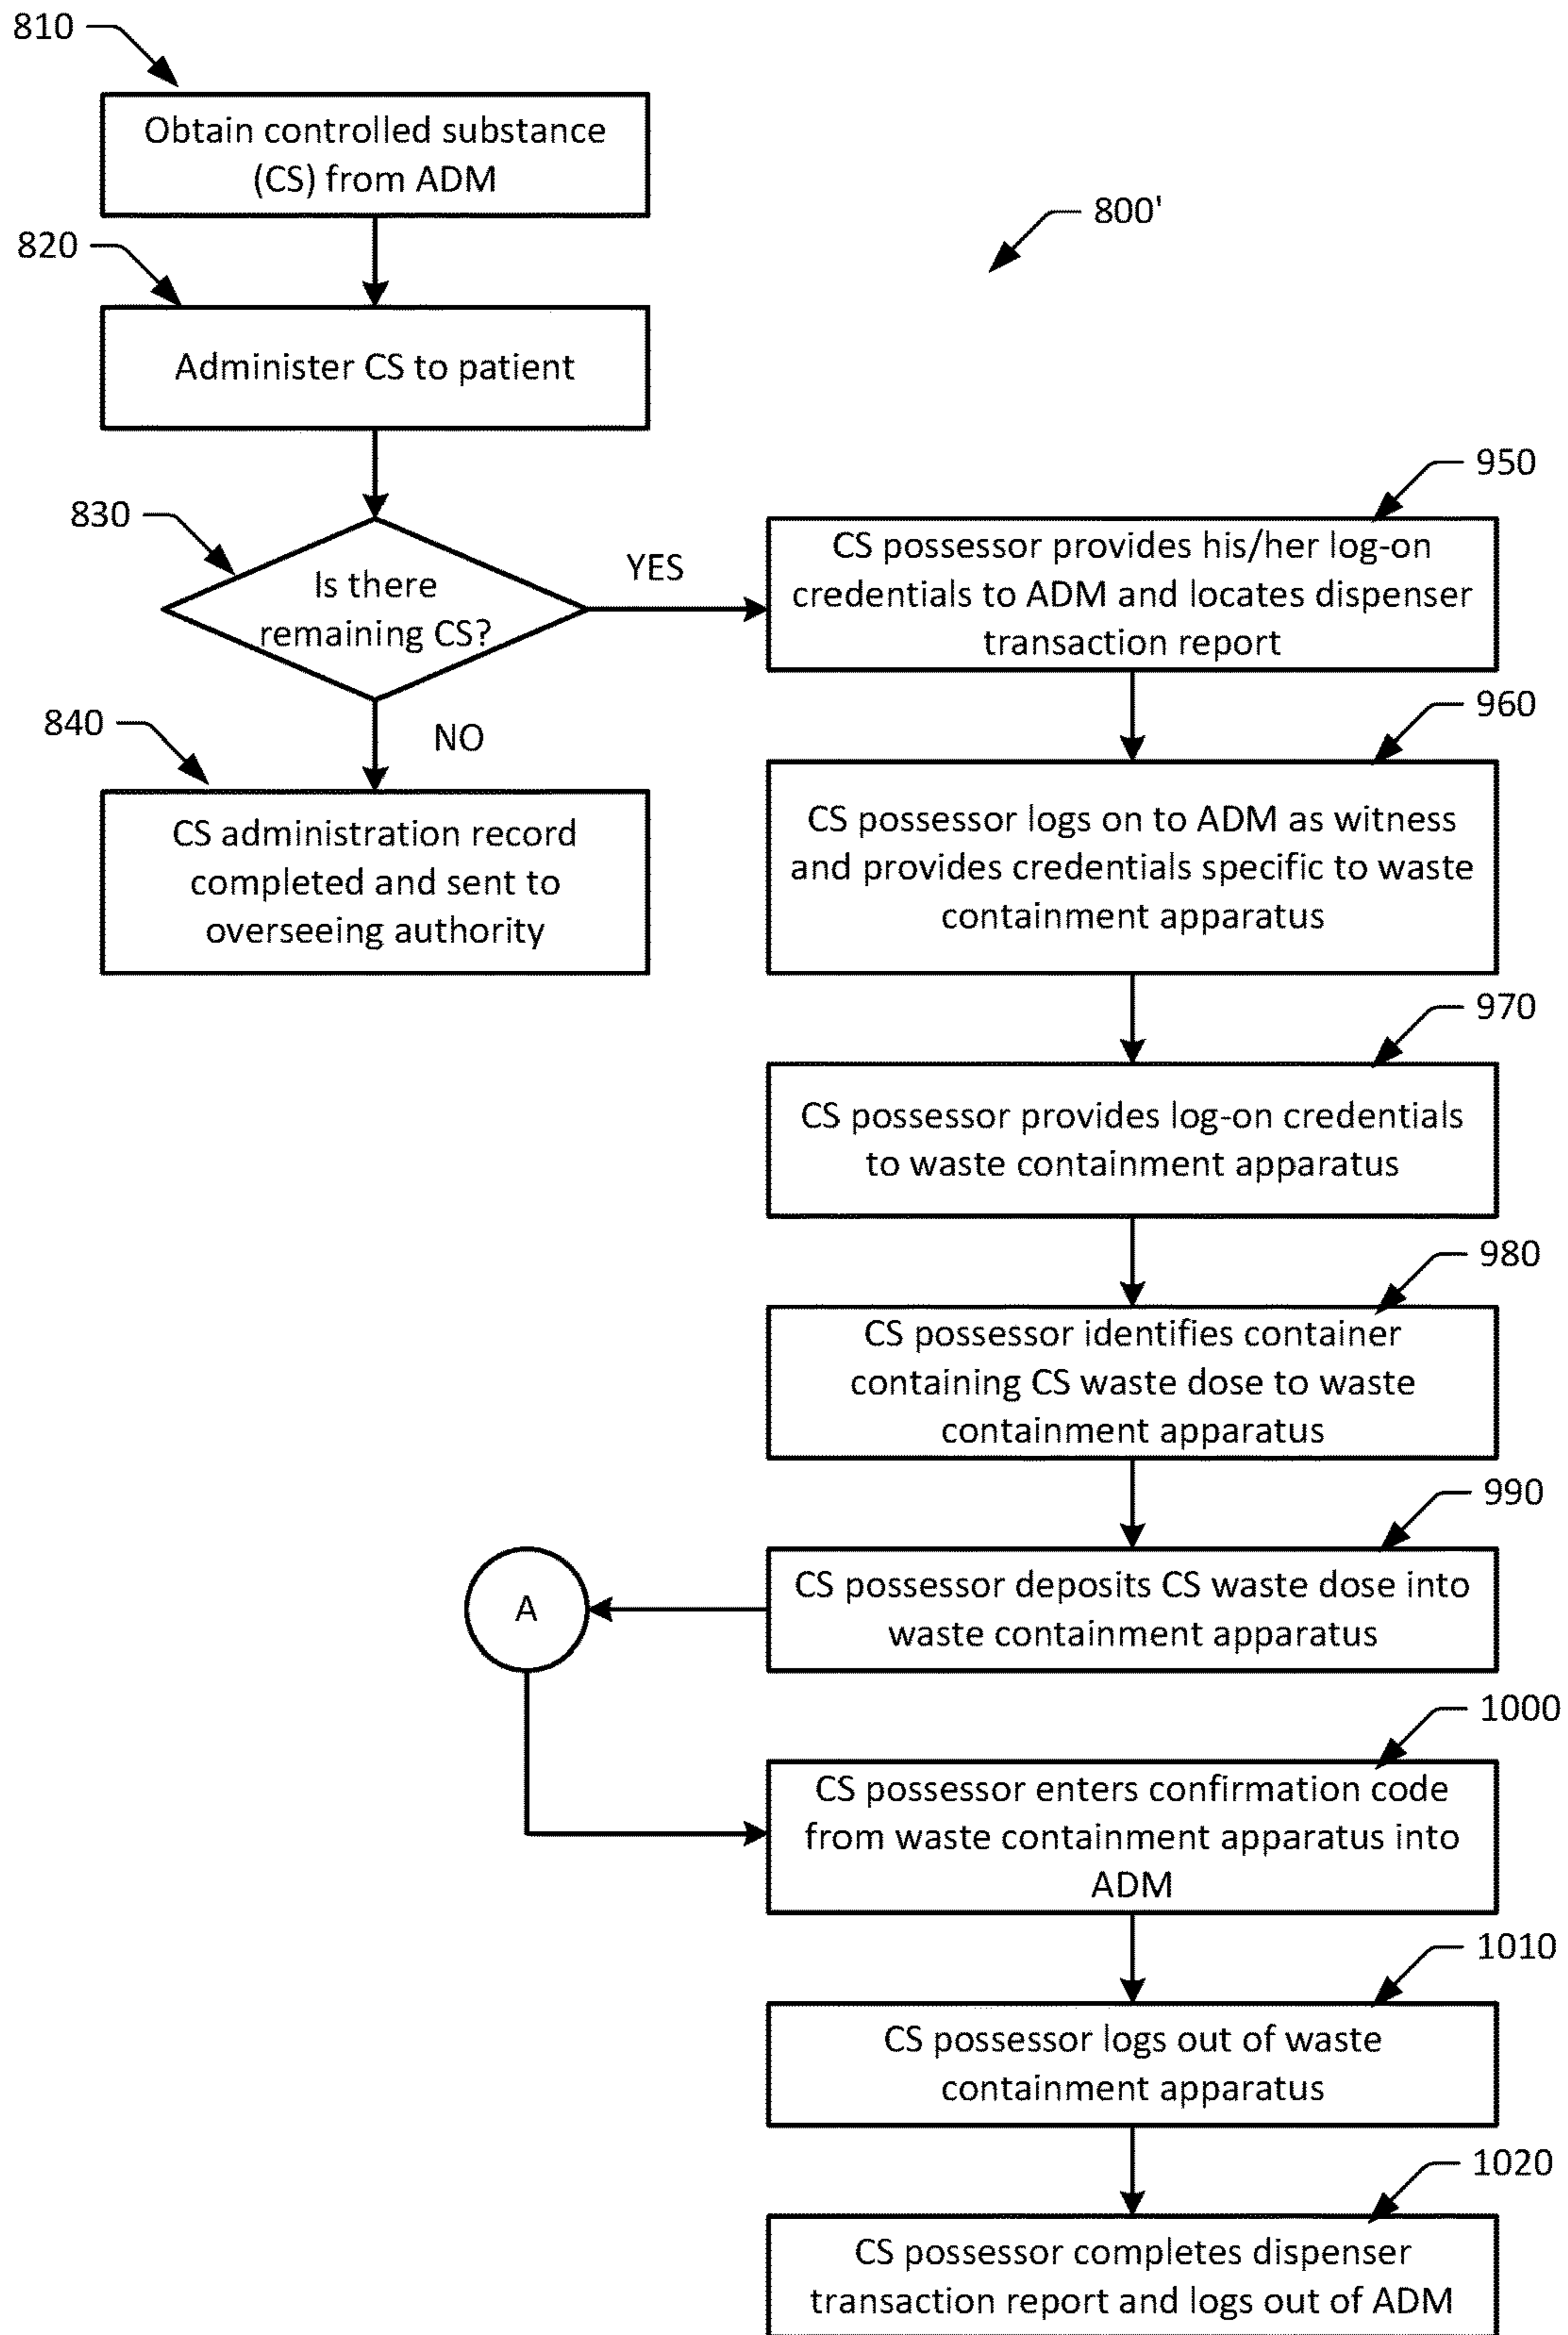 810
Obtain controlled substance
(CS) from ADM
800'
820
Administer CS to patient
830
Is there
remaining CS?
YES
NO
840
CS administration record
completed and sent to
overseeing authority
950
CS possessor provides his/her log-on
credentials to ADM and locates dispenser
transaction report
960
CS possessor logs on to ADM as witness
and provides credentials specific to waste
containment apparatus
970
CS possessor provides log-on credentials
to waste containment apparatus
980
CS possessor identifies container
containing CS waste dose to waste
containment apparatus
990
CS possessor deposits CS waste dose into
waste containment apparatus
A
1000
CS possessor enters confirmation code
from waste containment apparatus into
ADM
1010
CS possessor logs out of waste
containment apparatus
1020
CS possessor completes dispenser
transaction report and logs out of ADM